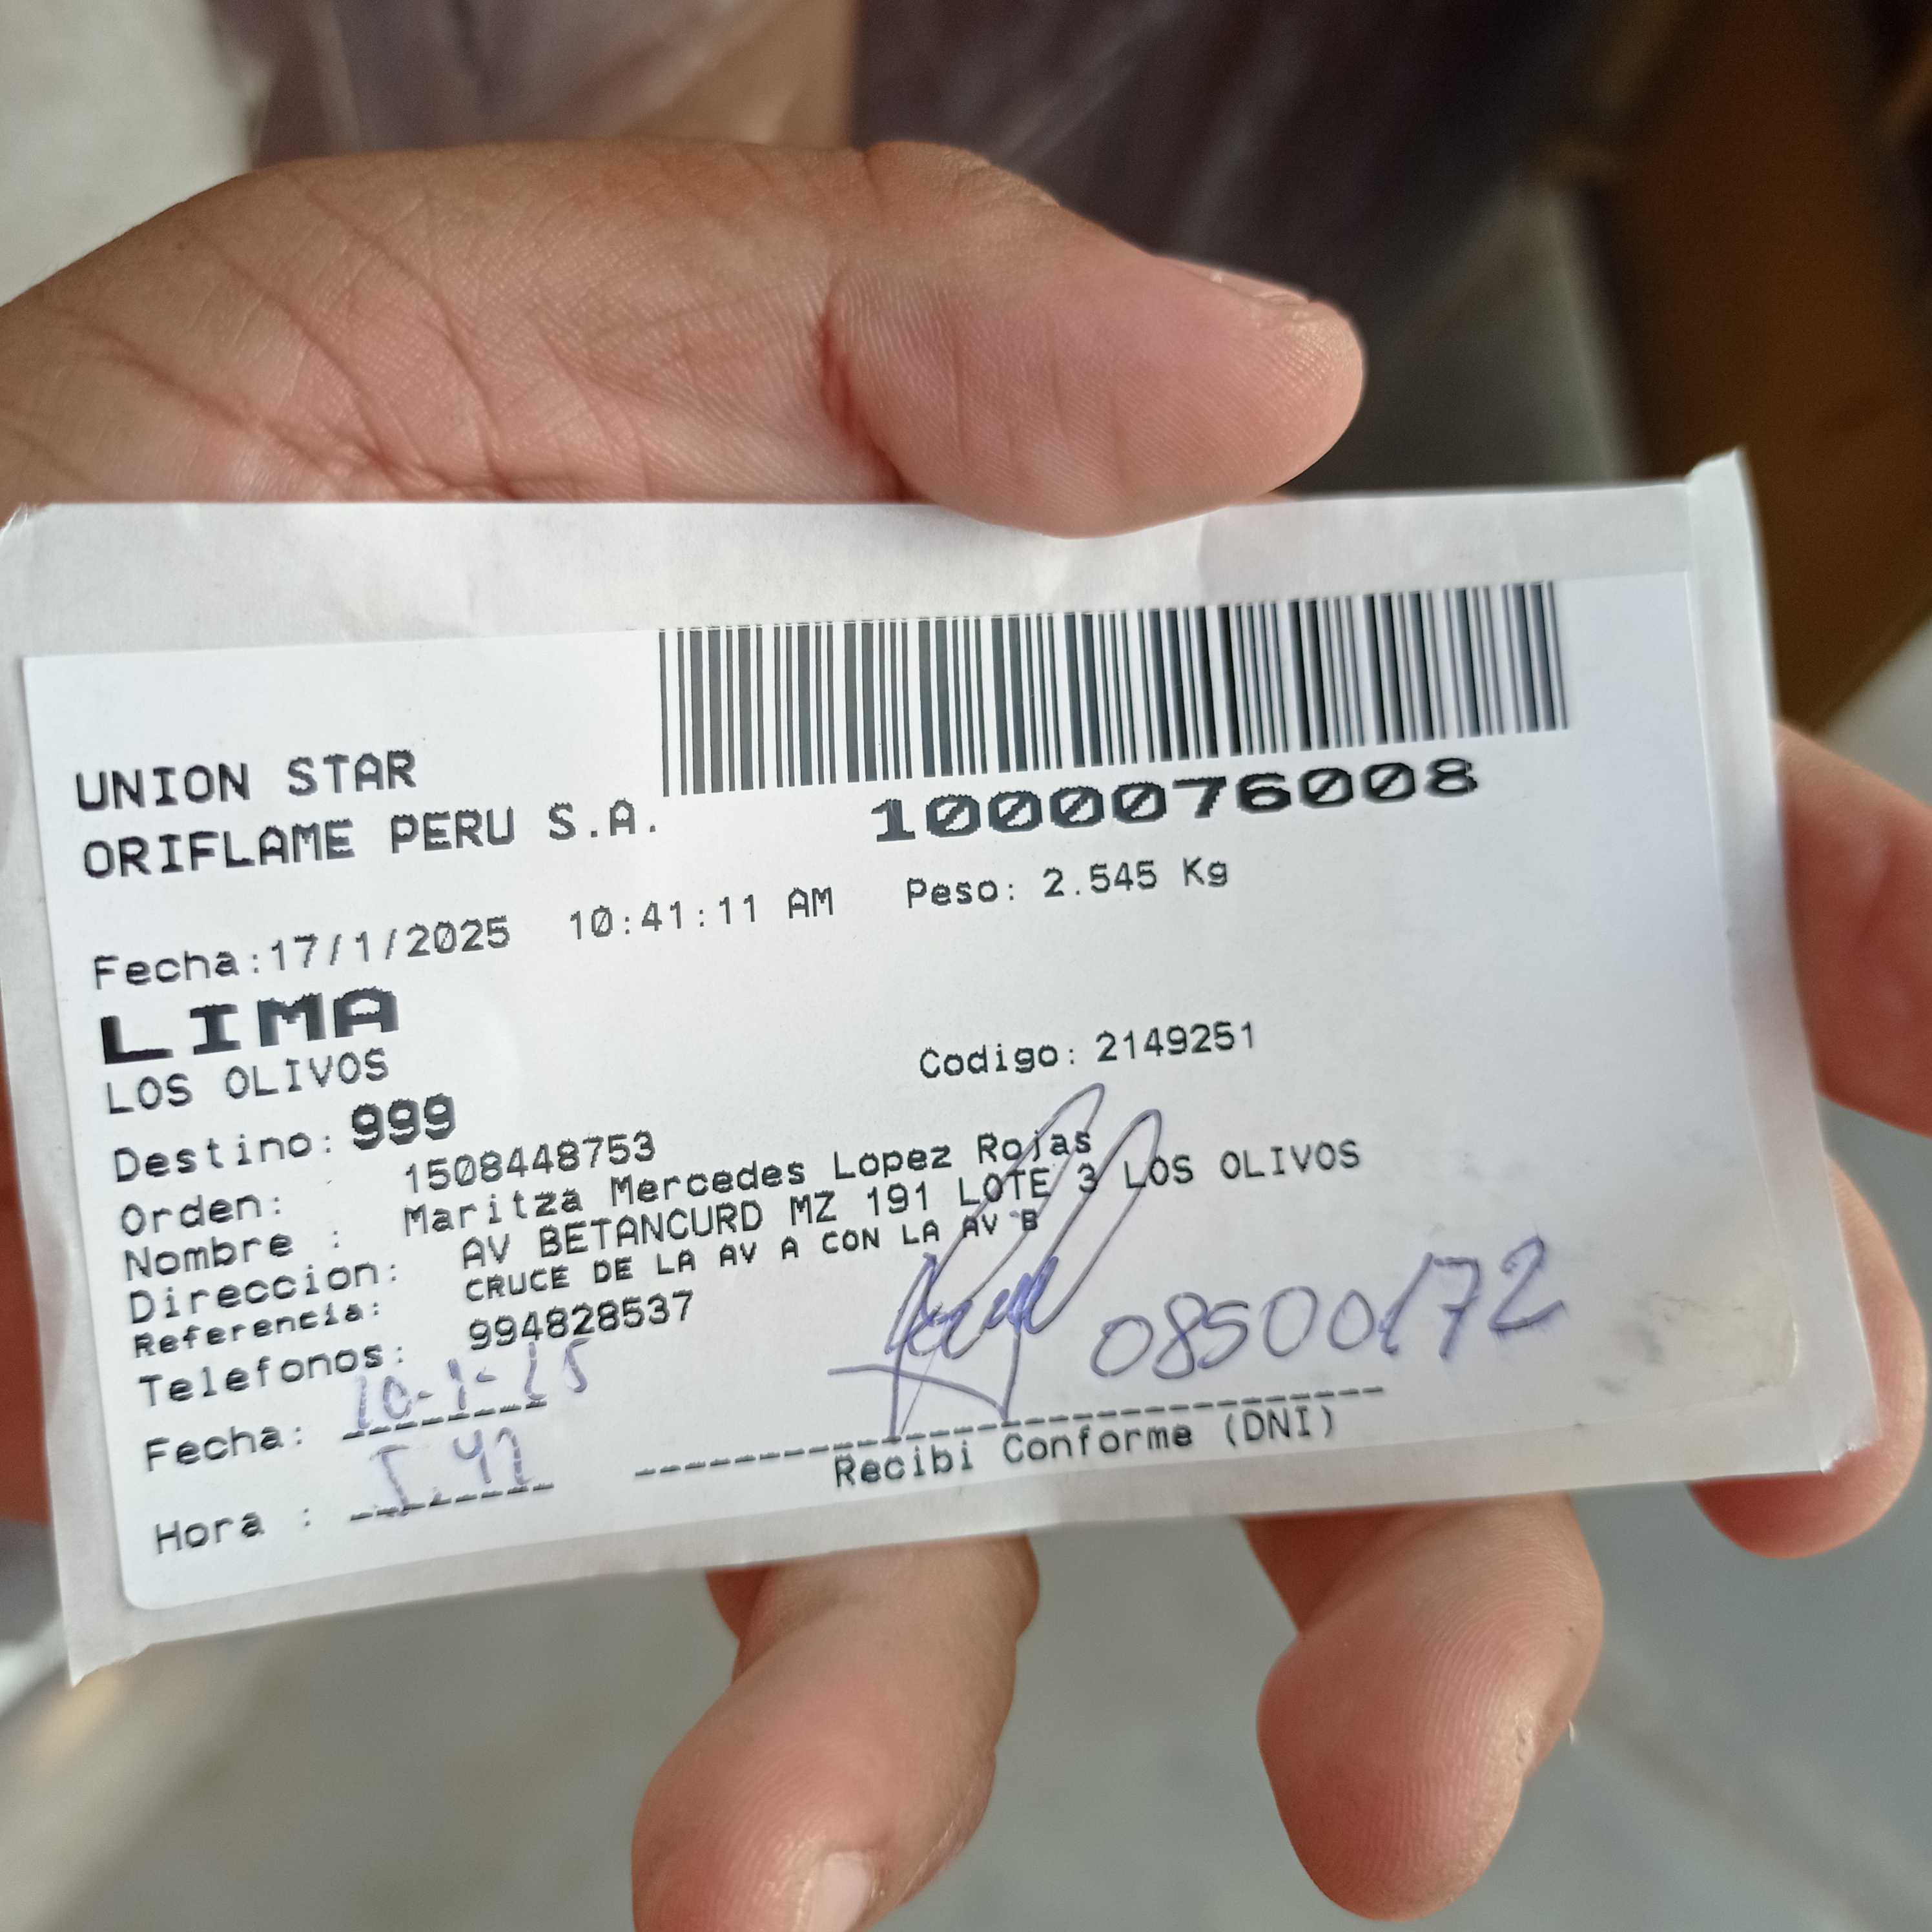 UNION STAR
ORIFLAME PERU S.A.
1000076008
Fecha:17/1/2025 10:41:11 AM Peso: 2.545 Kg
LIMA
LOS OLIVOS
Codigo: 2149251
Destino: 999
Orden: 1508448753
Nombre : Maritza Mercedes Lopez Rojas
Direccion: AV BETANCURD MZ 191 LOTE 3 LOS OLIVOS
Referencia: CRUCE DE LA AV A CON LA AV B
Telefonos: 994828537
08500172
Fecha:
Recibi Conforme (DNI)
Hora :